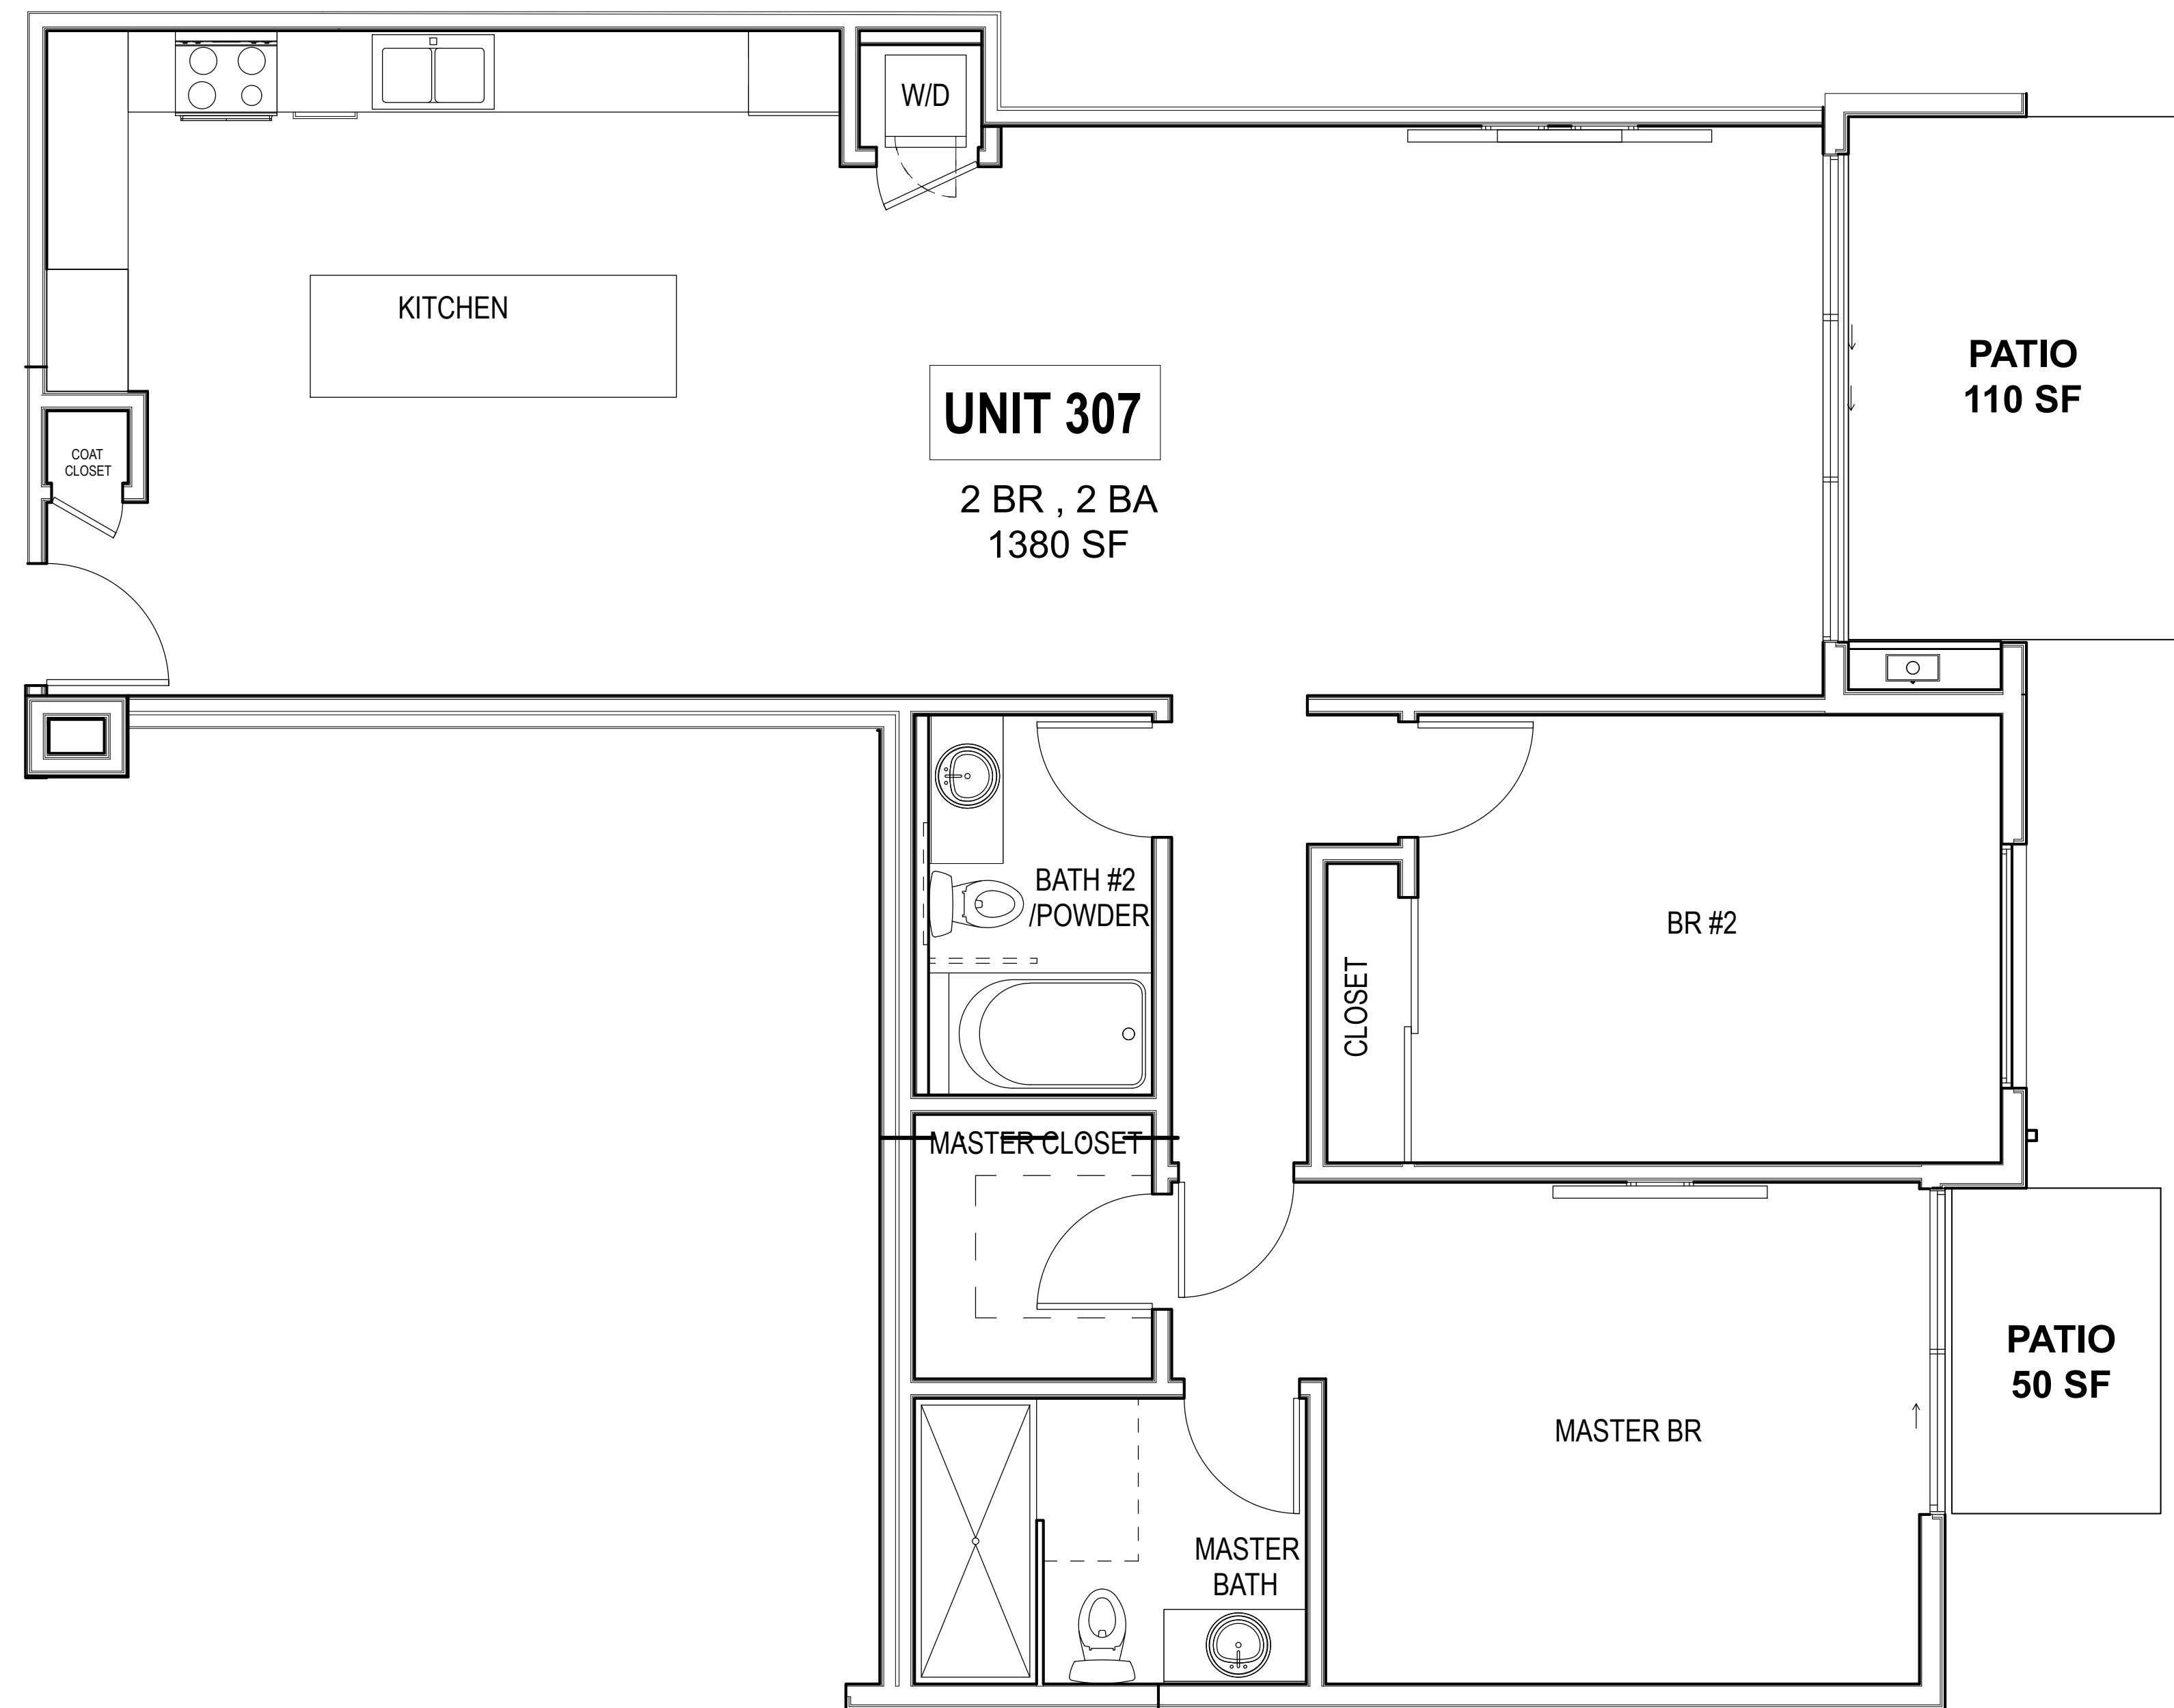 W/D
KITCHEN
PATIO
110 SF
UNIT 307
COAT
CLOSET
2 BR , 2 BA
1380 SF
BATH #2
/POWDER
BR #2
CLOSET
MASTER CLOSET
PATIO
50 SF
MASTER BR
MASTER
BATH